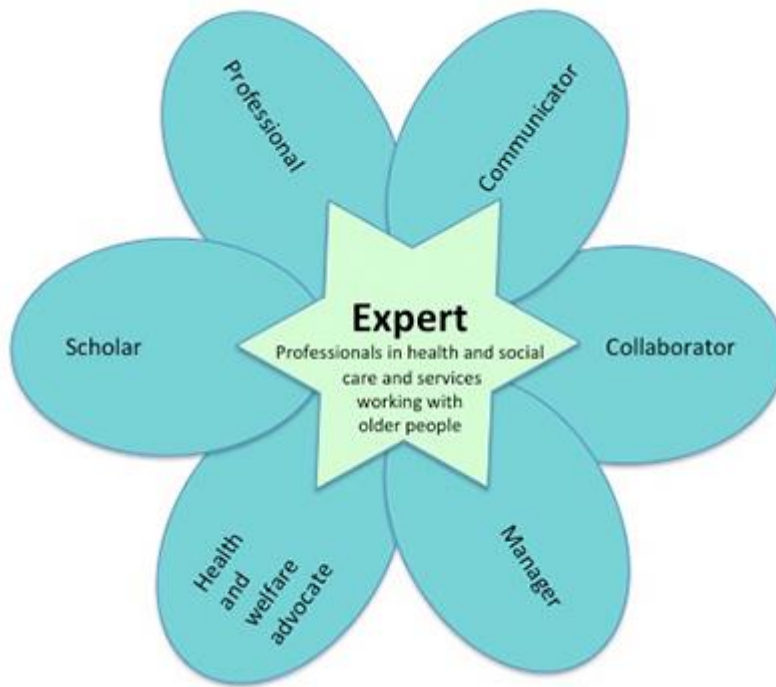 Professional
Communicator
Scholar
Expert
Professionals in health and social
care and services
working with
older people
Collaborator
Health
and
welfare
advocate
Manager